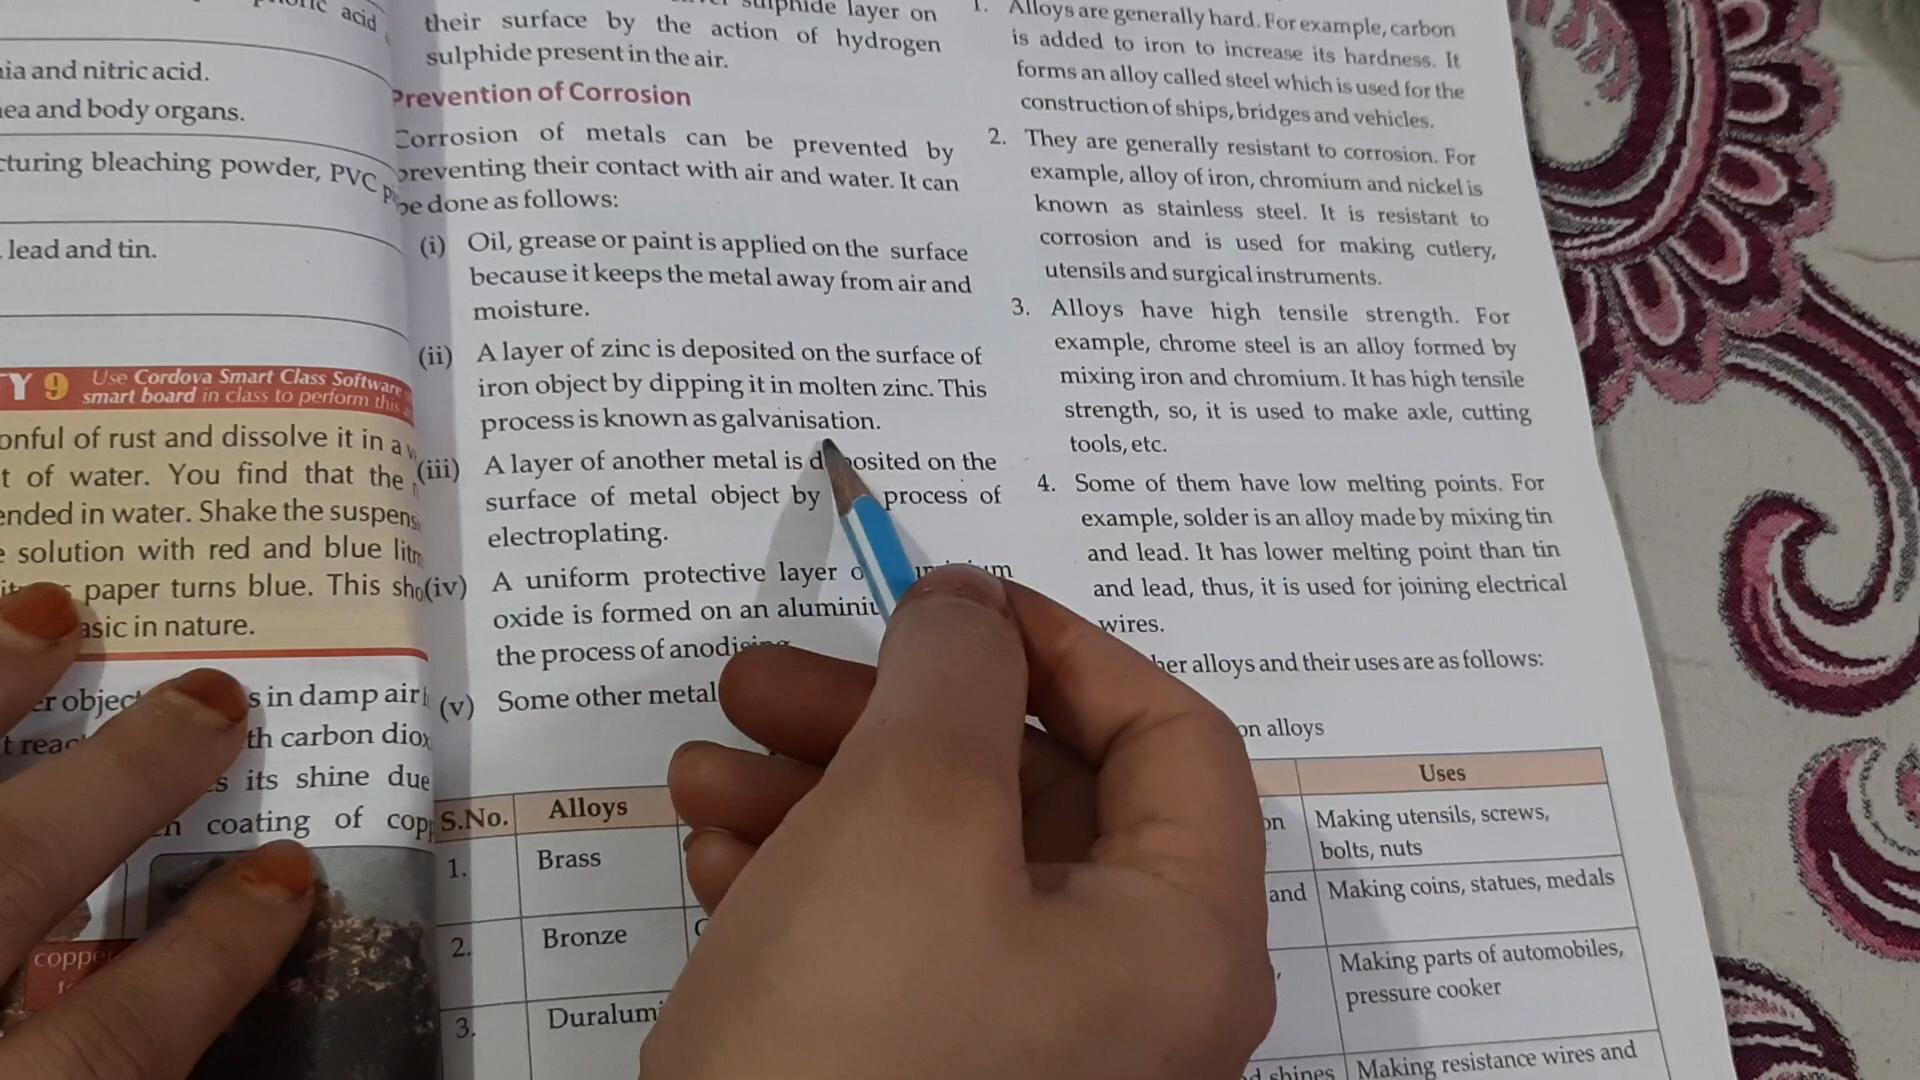 acid
ia and nitric acid.
ea and body organs.
cturing bleaching powder, PVC
lead and tin.
TY 9 Use Cordova Smart Class Software
smart board in class to perform this
onful of rust and dissolve it in a
t of water. You find that the
ended in water. Shake the suspens
solution with red and blue litm
paper turns blue. This sho
asic in nature.
er object s in damp air
t reac th carbon diox
s its shine due
coating of cop
coppe
sulphide layer on
their surface by the action of hydrogen
sulphide present in the air.
Prevention of Corrosion
Corrosion of metals can be prevented by
preventing their contact with air and water. It can
be done as follows:
(i) Oil, grease or paint is applied on the surface
because it keeps the metal away from air and
moisture.
(ii) A layer of zinc is deposited on the surface of
iron object by dipping it in molten zinc. This
process is known as galvanisation.
(iii) A layer of another metal is deposited on the
surface of metal object by process of
electroplating.
(iv) A uniform protective layer
oxide is formed on an alumini
the process of anodising
(v) Some other metal
1. Alloys are generally hard. For example, carbon
is added to iron to increase its hardness. It
forms an alloy called steel which is used for the
construction of ships, bridges and vehicles.
2. They are generally resistant to corrosion. For
example, alloy of iron, chromium and nickel is
known as stainless steel. It is resistant to
corrosion and is used for making cutlery,
utensils and surgical instruments.
3. Alloys have high tensile strength. For
example, chrome steel is an alloy formed by
mixing iron and chromium. It has high tensile
strength, so, it is used to make axle, cutting
tools, etc.
4. Some of them have low melting points. For
example, solder is an alloy made by mixing tin
and lead. It has lower melting point than tin
and lead, thus, it is used for joining electrical
wires.
her alloys and their uses are as follows:
on alloys
S.No. Alloys Uses
1. Brass on Making utensils, screws,
bolts, nuts
2. Bronze and Making coins, statues, medals
3. Duralum Making parts of automobiles,
pressure cooker
d shines Making resistance wires and